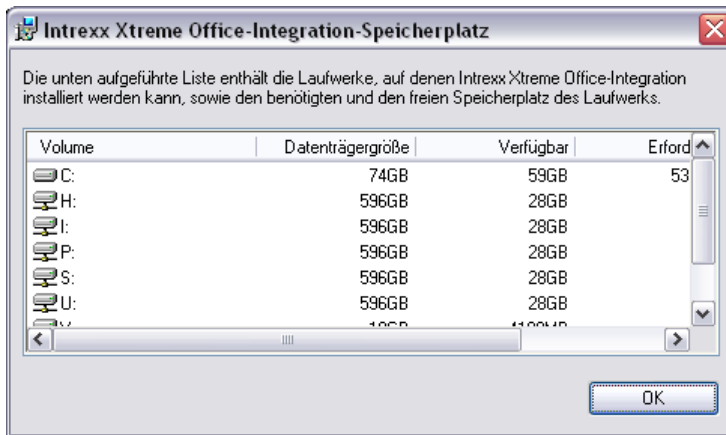 Intrexx Xtreme Office-Integration-Speicherplatz
Die unten aufgeführte Liste enthält die Laufwerke, auf denen Intrexx Xtreme Office-Integration
installiert werden kann, sowie den benötigten und den freien Speicherplatz des Laufwerks.
Volume Datenträgergröße Verfügbar Erford
C: 74GB 59GB 53
H: 596GB 28GB
I: 596GB 28GB
P: 596GB 28GB
S: 596GB 28GB
U: 596GB 28GB
OK